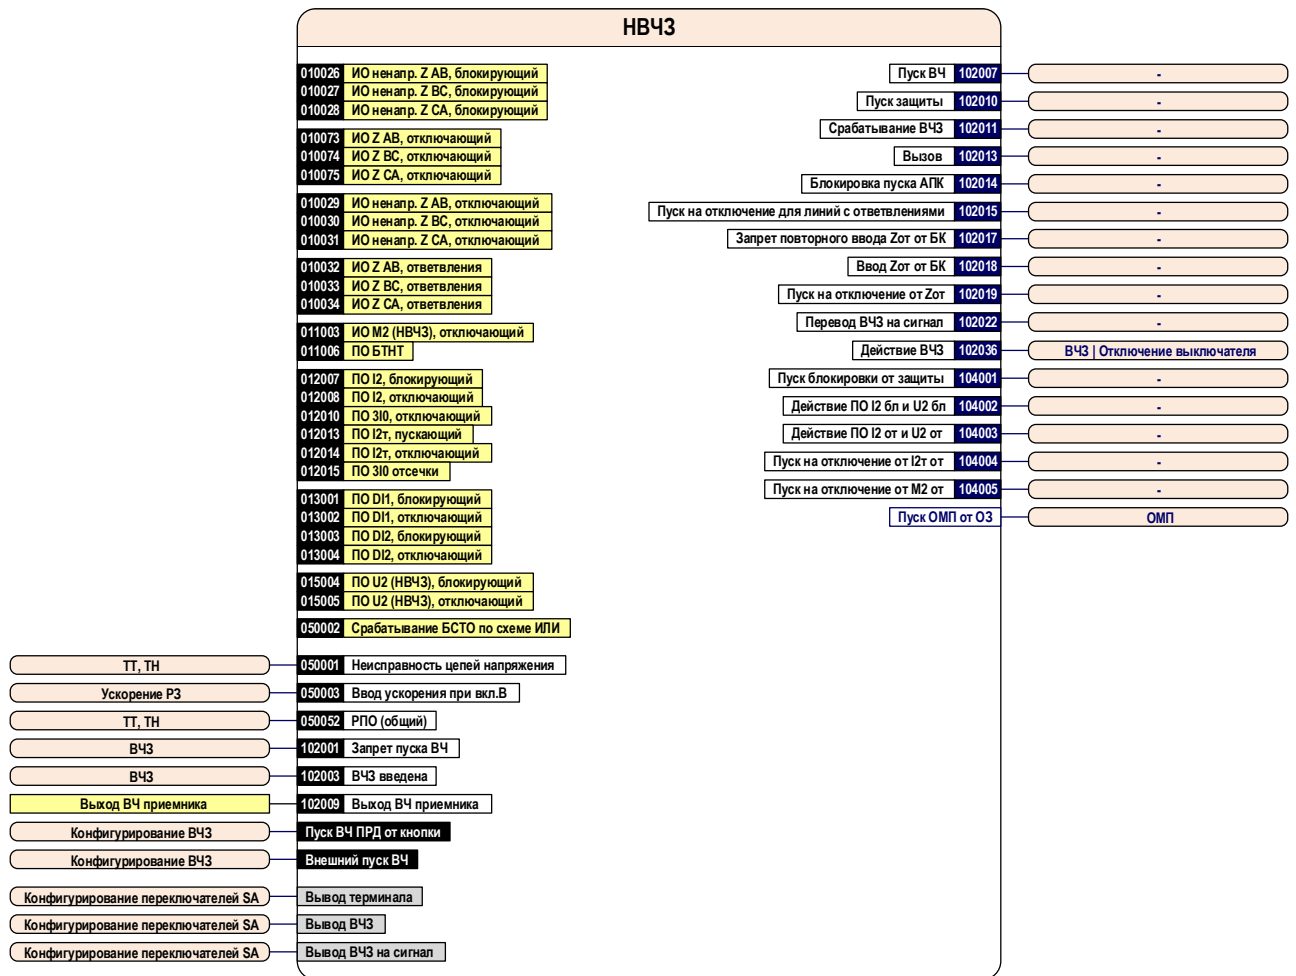 НВЧЗ
010026 ИО ненапр. Z АВ, блокирующий
010027 ИО ненапр. Z ВС, блокирующий
010028 ИО ненапр. Z СА, блокирующий
010073 ИО Z АВ, отключающий
010074 ИО Z ВС, отключающий
010075 ИО Z СА, отключающий
010029 ИО ненапр. Z АВ, отключающий
010030 ИО ненапр. Z ВС, отключающий
010031 ИО ненапр. Z СА, отключающий
010032 ИО Z АВ, ответвления
010033 ИО Z ВС, ответвления
010034 ИО Z СА, ответвления
011003 ИО М2 (НВЧЗ), отключающий
011006 ПО БТНТ
012007 ПО I2, блокирующий
012008 ПО I2, отключающий
012010 ПО 3I0, отключающий
012013 ПО I2т, пускающий
012014 ПО I2т, отключающий
012015 ПО 3I0 отсечки
013001 ПО DI1, блокирующий
013002 ПО DI1, отключающий
013003 ПО DI2, блокирующий
013004 ПО DI2, отключающий
015004 ПО U2 (НВЧЗ), блокирующий
015005 ПО U2 (НВЧЗ), отключающий
050002 Срабатывание БСТО по схеме ИЛИ
ТТ, ТН 050001 Неисправность цепей напряжения
Ускорение РЗ 050003 Ввод ускорения при вкл.В
ТТ, ТН 050052 РПО (общий)
ВЧЗ 102001 Запрет пуска ВЧ
ВЧЗ 102003 ВЧЗ введена
Выход ВЧ приемника 102009 Выход ВЧ приемника
Конфигурирование ВЧЗ Пуск ВЧ ПРД от кнопки
Конфигурирование ВЧЗ Внешний пуск ВЧ
Конфигурирование переключателей SA Вывод терминала
Конфигурирование переключателей SA Вывод ВЧЗ
Конфигурирование переключателей SA Вывод ВЧЗ на сигнал
Пуск ВЧ 102007 -
Пуск защиты 102010 -
Срабатывание ВЧЗ 102011 -
Вызов 102013 -
Блокировка пуска АПК 102014 -
Пуск на отключение для линий с ответвлениями 102015 -
Запрет повторного ввода Zот от БК 102017 -
Ввод Zот от БК 102018 -
Пуск на отключение от Zот 102019 -
Перевод ВЧЗ на сигнал 102022 -
Действие ВЧЗ 102036 ВЧЗ | Отключение выключателя
Пуск блокировки от защиты 104001 -
Действие ПО I2 бл и U2 бл 104002 -
Действие ПО I2 от и U2 от 104003 -
Пуск на отключение от I2т от 104004 -
Пуск на отключение от М2 от 104005 -
Пуск ОМП от ОЗ ОМП